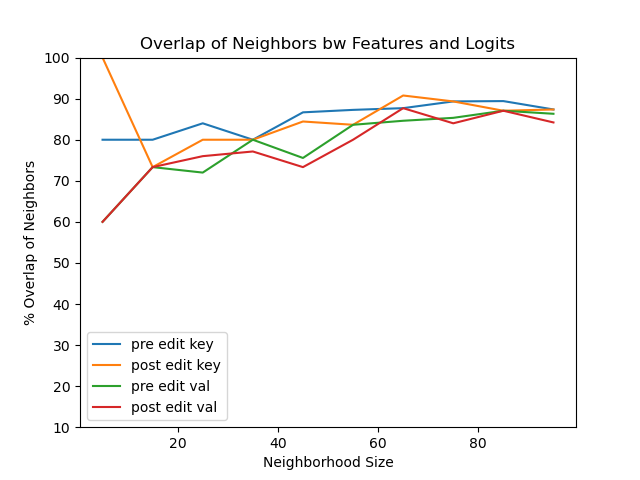 Overlap of Neighbors bw Features and Logits
100
90
80
70
60
50
40
30
20
10
% Overlap of Neighbors
pre edit key
post edit key
pre edit val
post edit val
20 40 60 80
Neighborhood Size